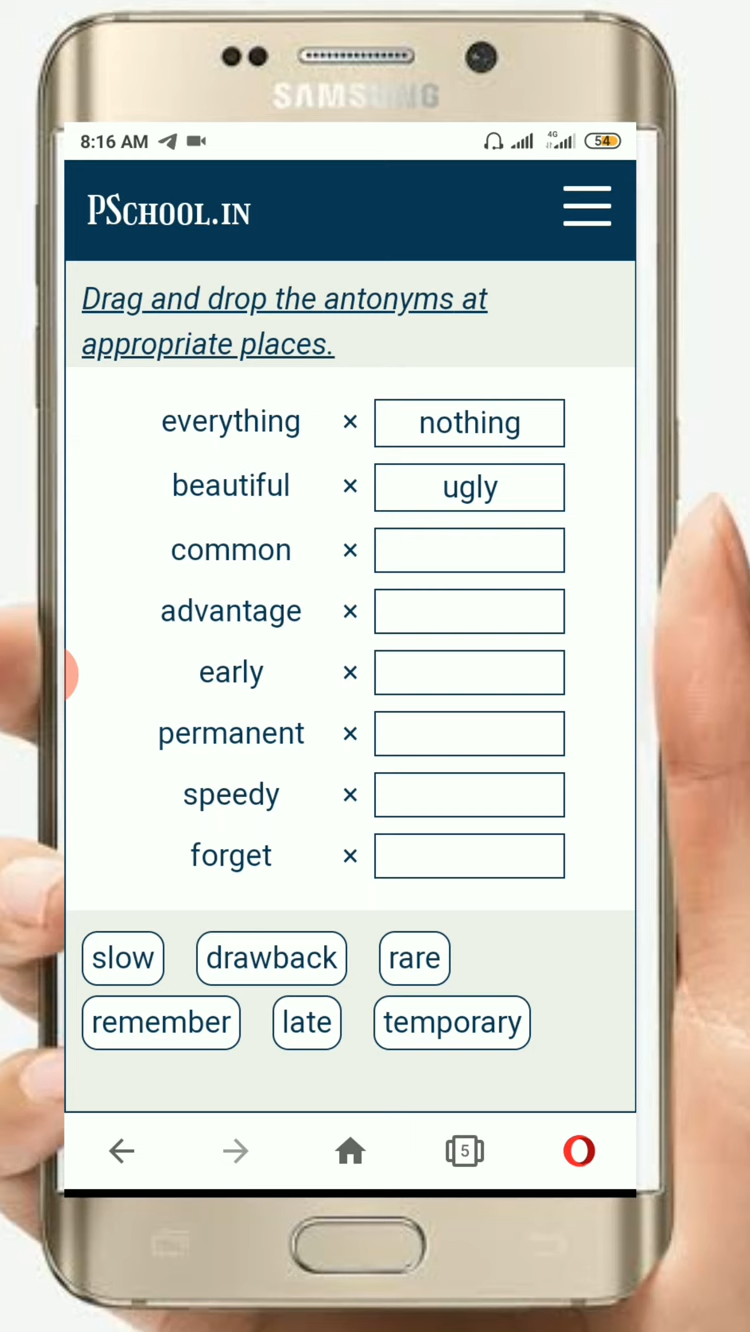 SAMSUNG
8:16 AM 4G 54
PSCHOOL.IN
Drag and drop the antonyms at
appropriate places.
everything × nothing
beautiful × ugly
common ×
advantage ×
early ×
permanent ×
speedy ×
forget ×
slow drawback rare
remember late temporary
5